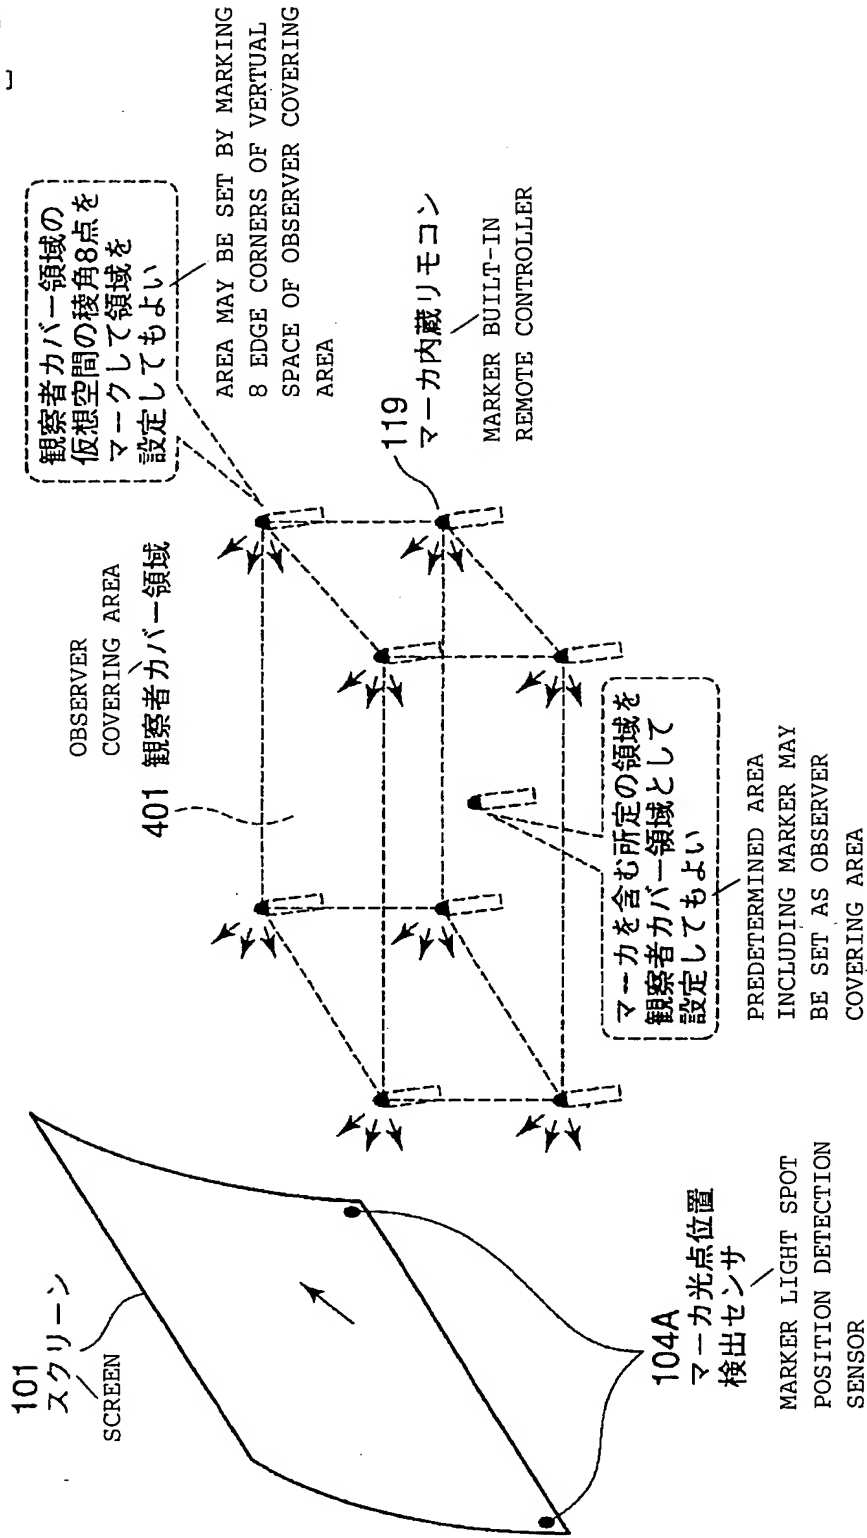 ]
101
スクリーン
SCREEN
OBSERVER
COVERING AREA
401 観察者カバー領域
観察者カバー領域の
仮想空間の稜角8点を
マークして領域を
設定してもよい
AREA MAY BE SET BY MARKING
8 EDGE CORNERS OF VERTUAL
SPACE OF OBSERVER COVERING
AREA
119
マーカ内蔵リモコン
MARKER BUILT-IN
REMOTE CONTROLLER
104A
マーカ光点位置
検出センサ
MARKER LIGHT SPOT
POSITION DETECTION
SENSOR
マーカを含む所定の領域を
観察者カバー領域として
設定してもよい
PREDETERMINED AREA
INCLUDING MARKER MAY
BE SET AS OBSERVER
COVERING AREA